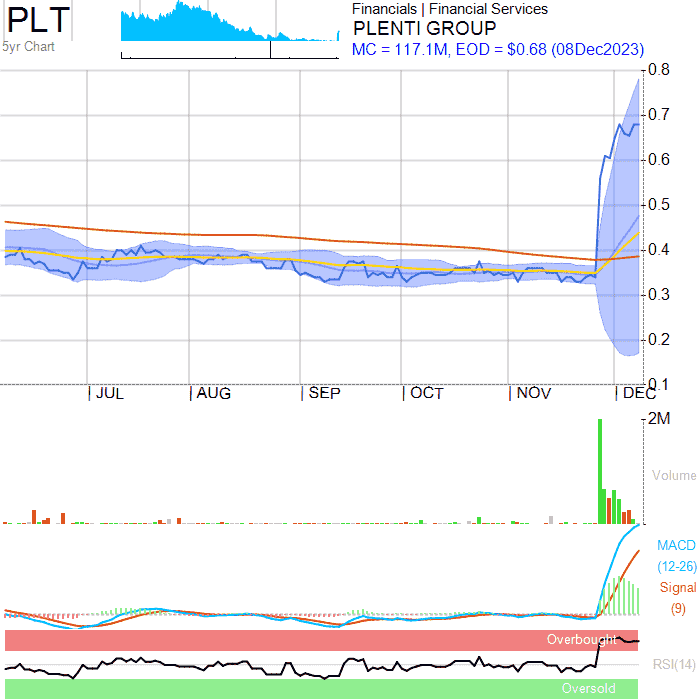 PLT
5yr Chart
Financials | Financial Services
PLENTI GROUP
MC = 117.1M, EOD = $0.68 (08Dec2023)
0.8
0.7
0.6
0.5
0.4
0.3
0.2
0.1
JUL AUG SEP OCT NOV DEC
2M
Volume
MACD
(12-26)
Signal
(9)
Overbought
RSI(14)
Oversold